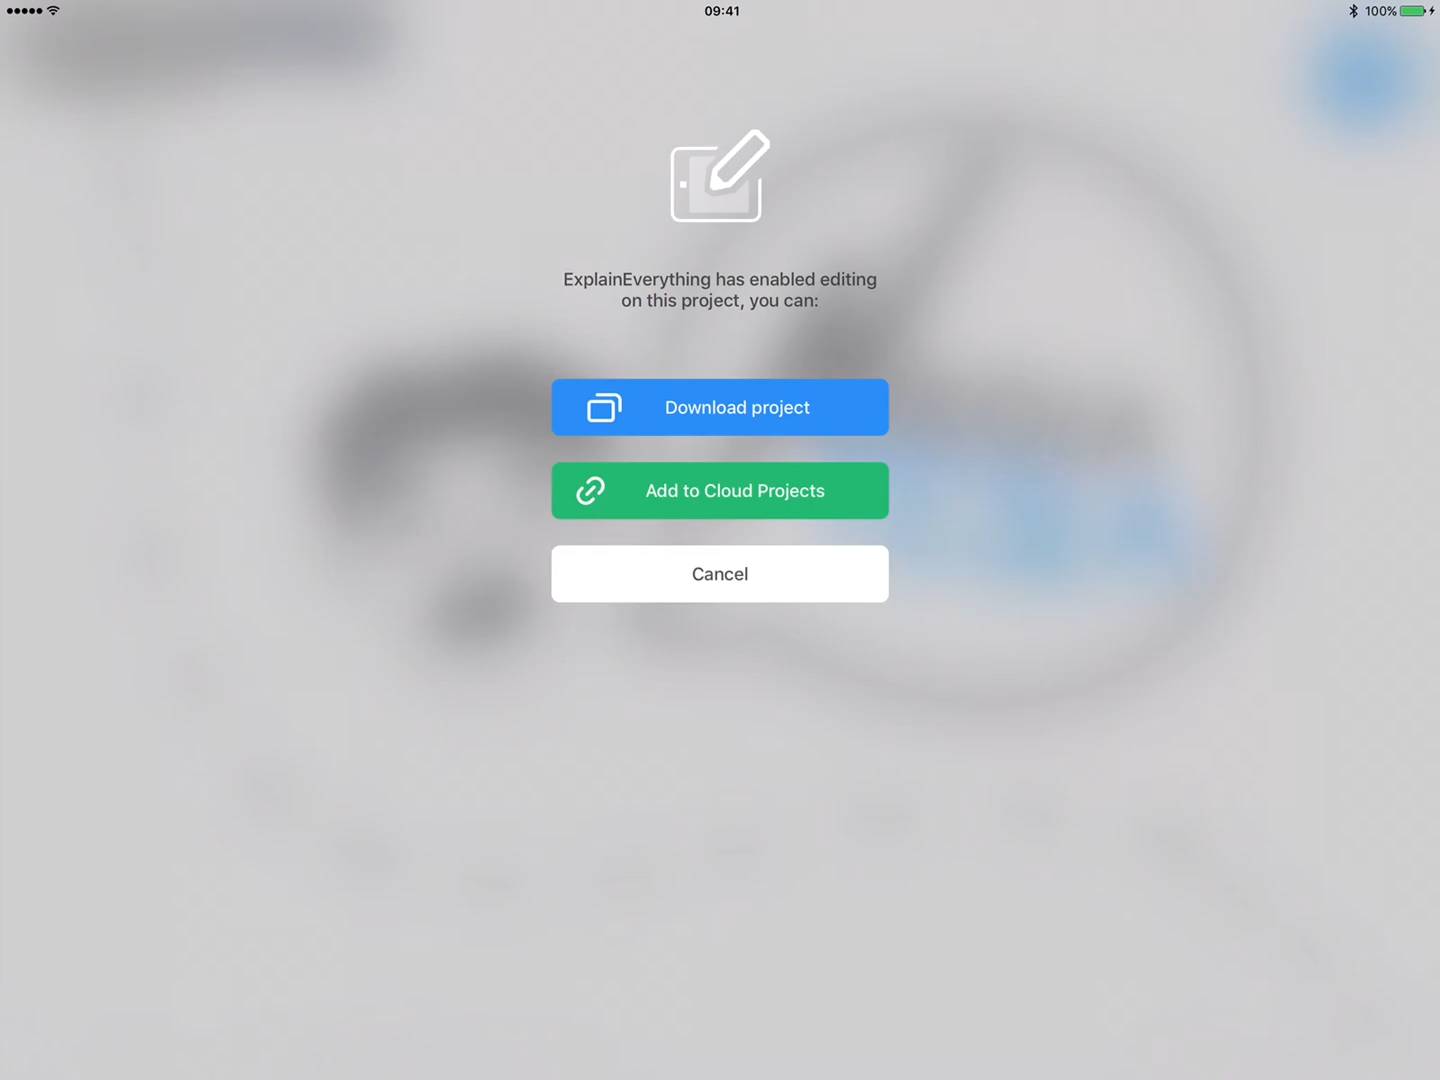 09:41
100%
ExplainEverything has enabled editing
on this project, you can:
Download project
Add to Cloud Projects
Cancel